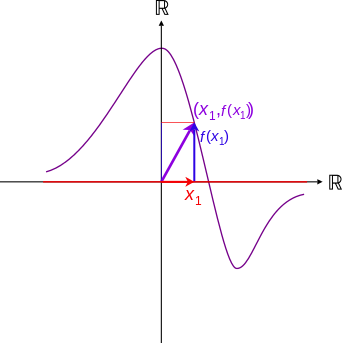 ℝ
(x₁,f(x₁))
f(x₁)
ℝ
x₁